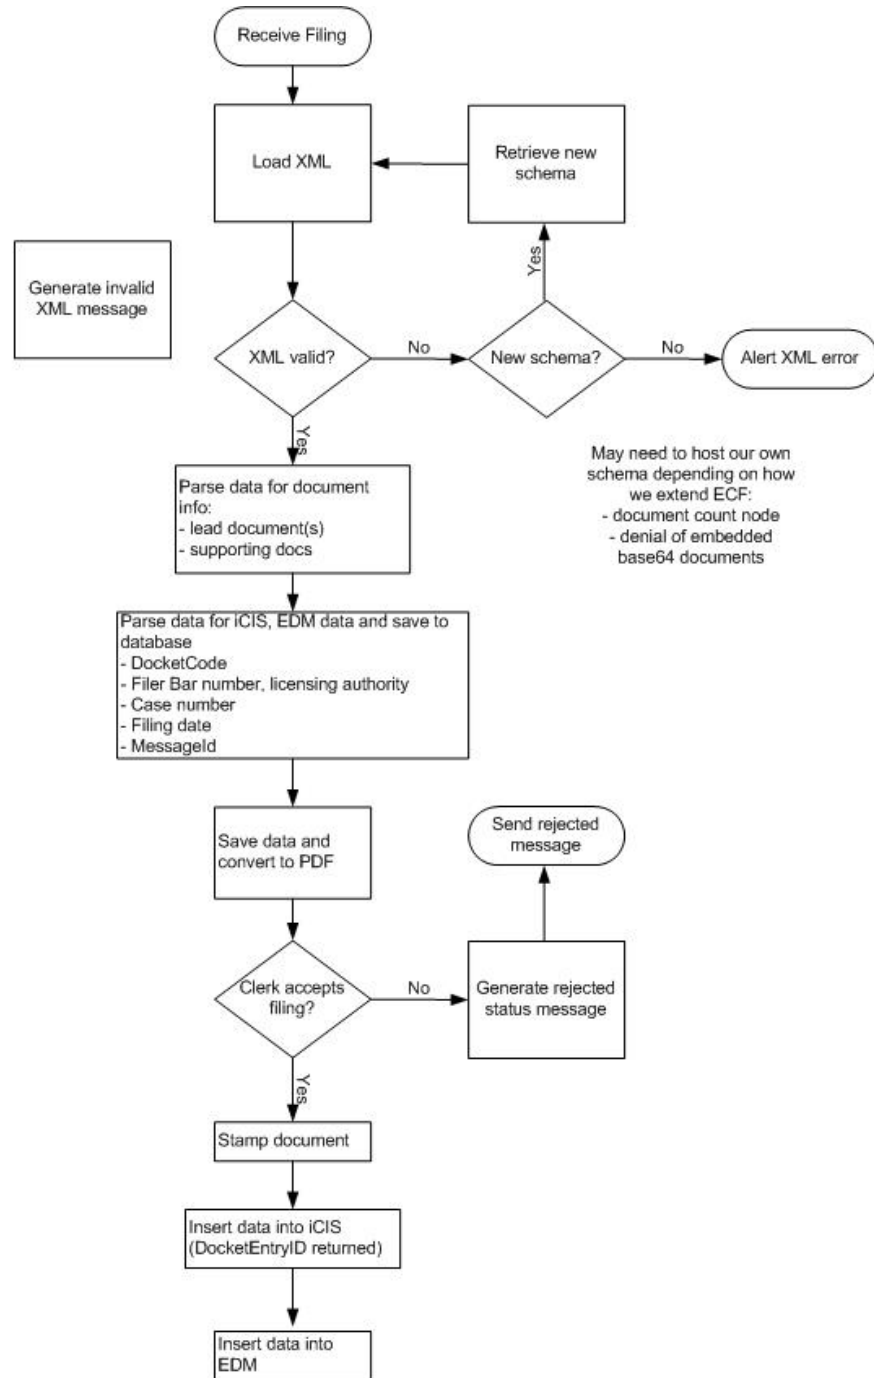 Receive Filing
Load XML
Retrieve new
schema
Yes
Generate invalid
XML message
XML valid?
No
New schema?
No
Alert XML error
Yes
May need to host our own
schema depending on how
we extend ECF:
- document count node
- denial of embedded
base64 documents
Parse data for document
info:
- lead document(s)
- supporting docs
Parse data for iCIS, EDM data and save to
database
- DocketCode
- Filer Bar number, licensing authority
- Case number
- Filing date
- MessageId
Save data and
convert to PDF
Send rejected
message
Clerk accepts
filing?
No
Generate rejected
status message
Yes
Stamp document
Insert data into iCIS
(DocketEntryID returned)
Insert data into
EDM